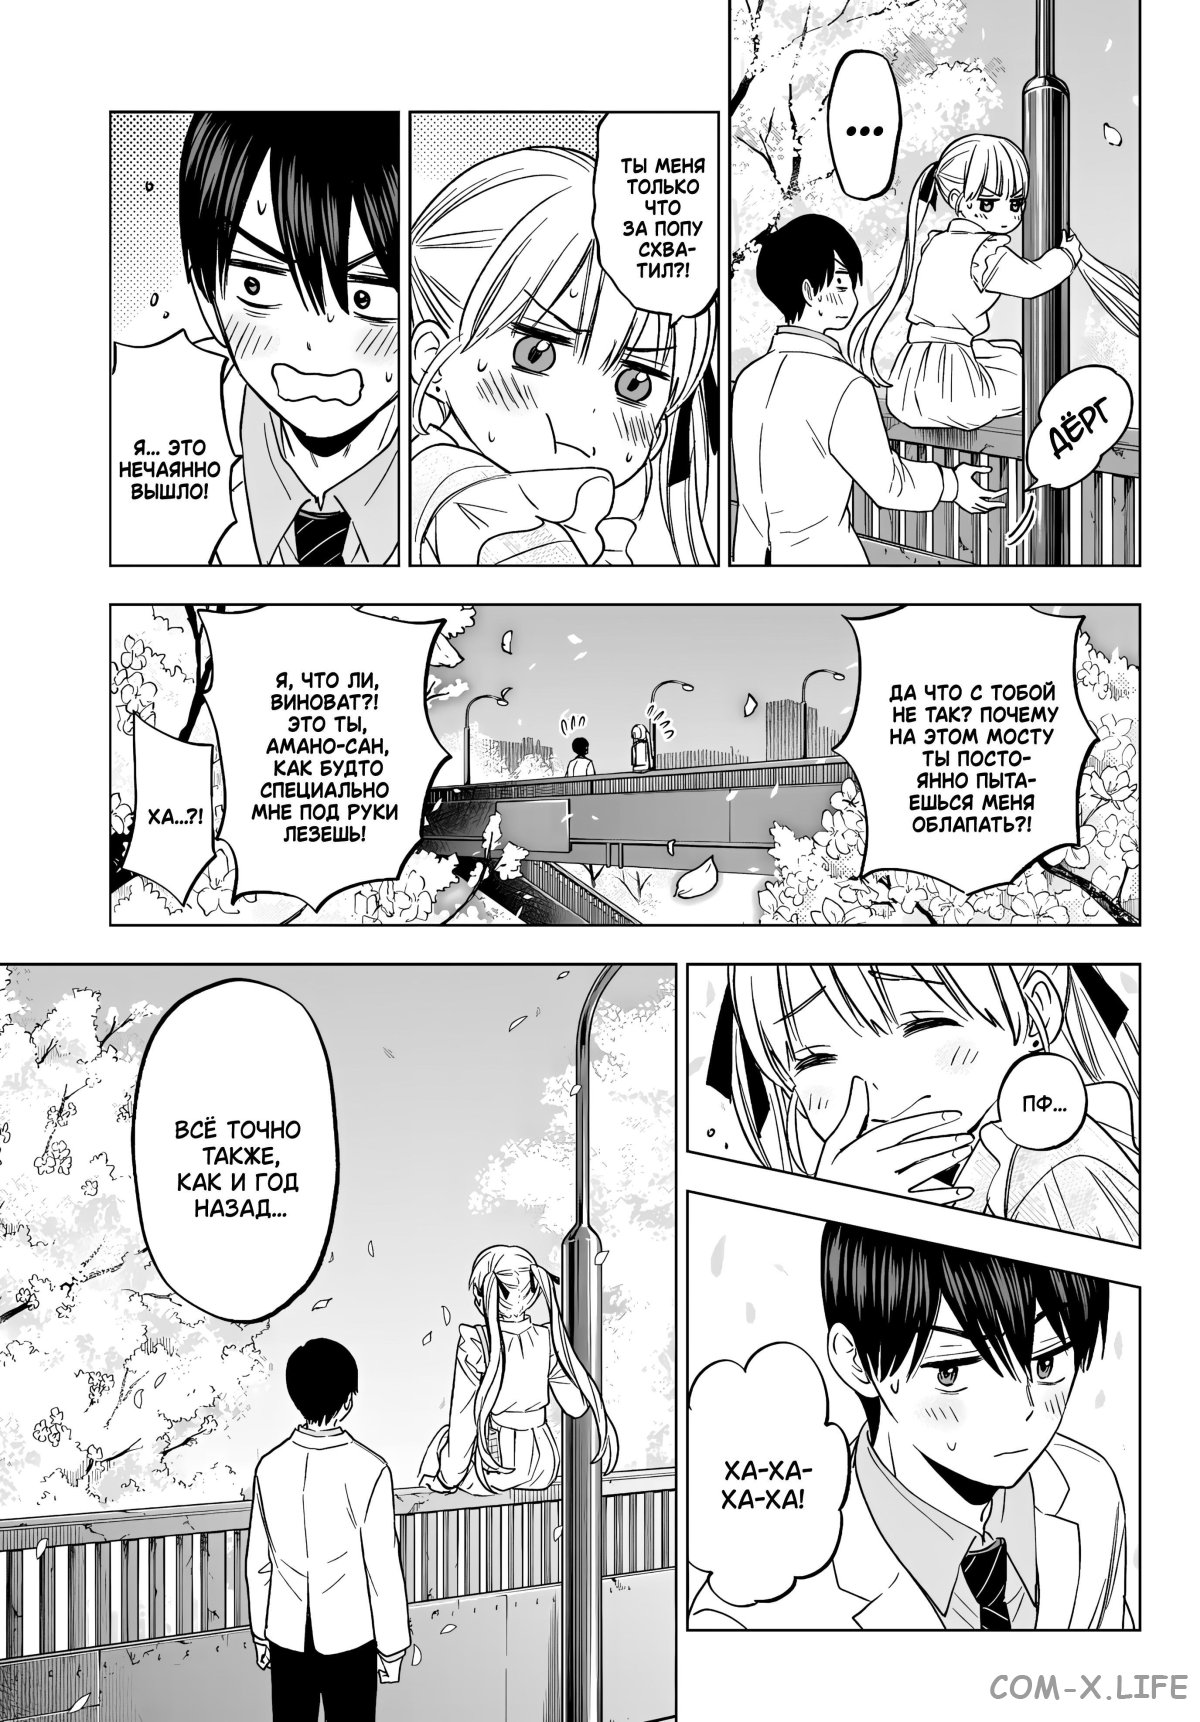 ...
ДЁРГ
ТЫ МЕНЯ
ТОЛЬКО
ЧТО
ЗА ПОПУ
СХВА-
ТИЛ?!
Я... ЭТО
НЕЧАЯННО
ВЫШЛО!
ДА ЧТО С ТОБОЙ
НЕ ТАК? ПОЧЕМУ
НА ЭТОМ МОСТУ
ТЫ ПОСТО-
ЯННО ПЫТА-
ЕШЬСЯ МЕНЯ
ОБЛАПАТЬ?!
Я, ЧТО ЛИ,
ВИНОВАТ?!
ЭТО ТЫ,
АМАНО-САН,
КАК БУДТО
СПЕЦИАЛЬНО
МНЕ ПОД РУКИ
ЛЕЗЕШЬ!
ХА...?!
ПФ...
ХА-ХА-
ХА-ХА!
ВСЁ ТОЧНО
ТАКЖЕ,
КАК И ГОД
НАЗАД...
COM-X.LIFE